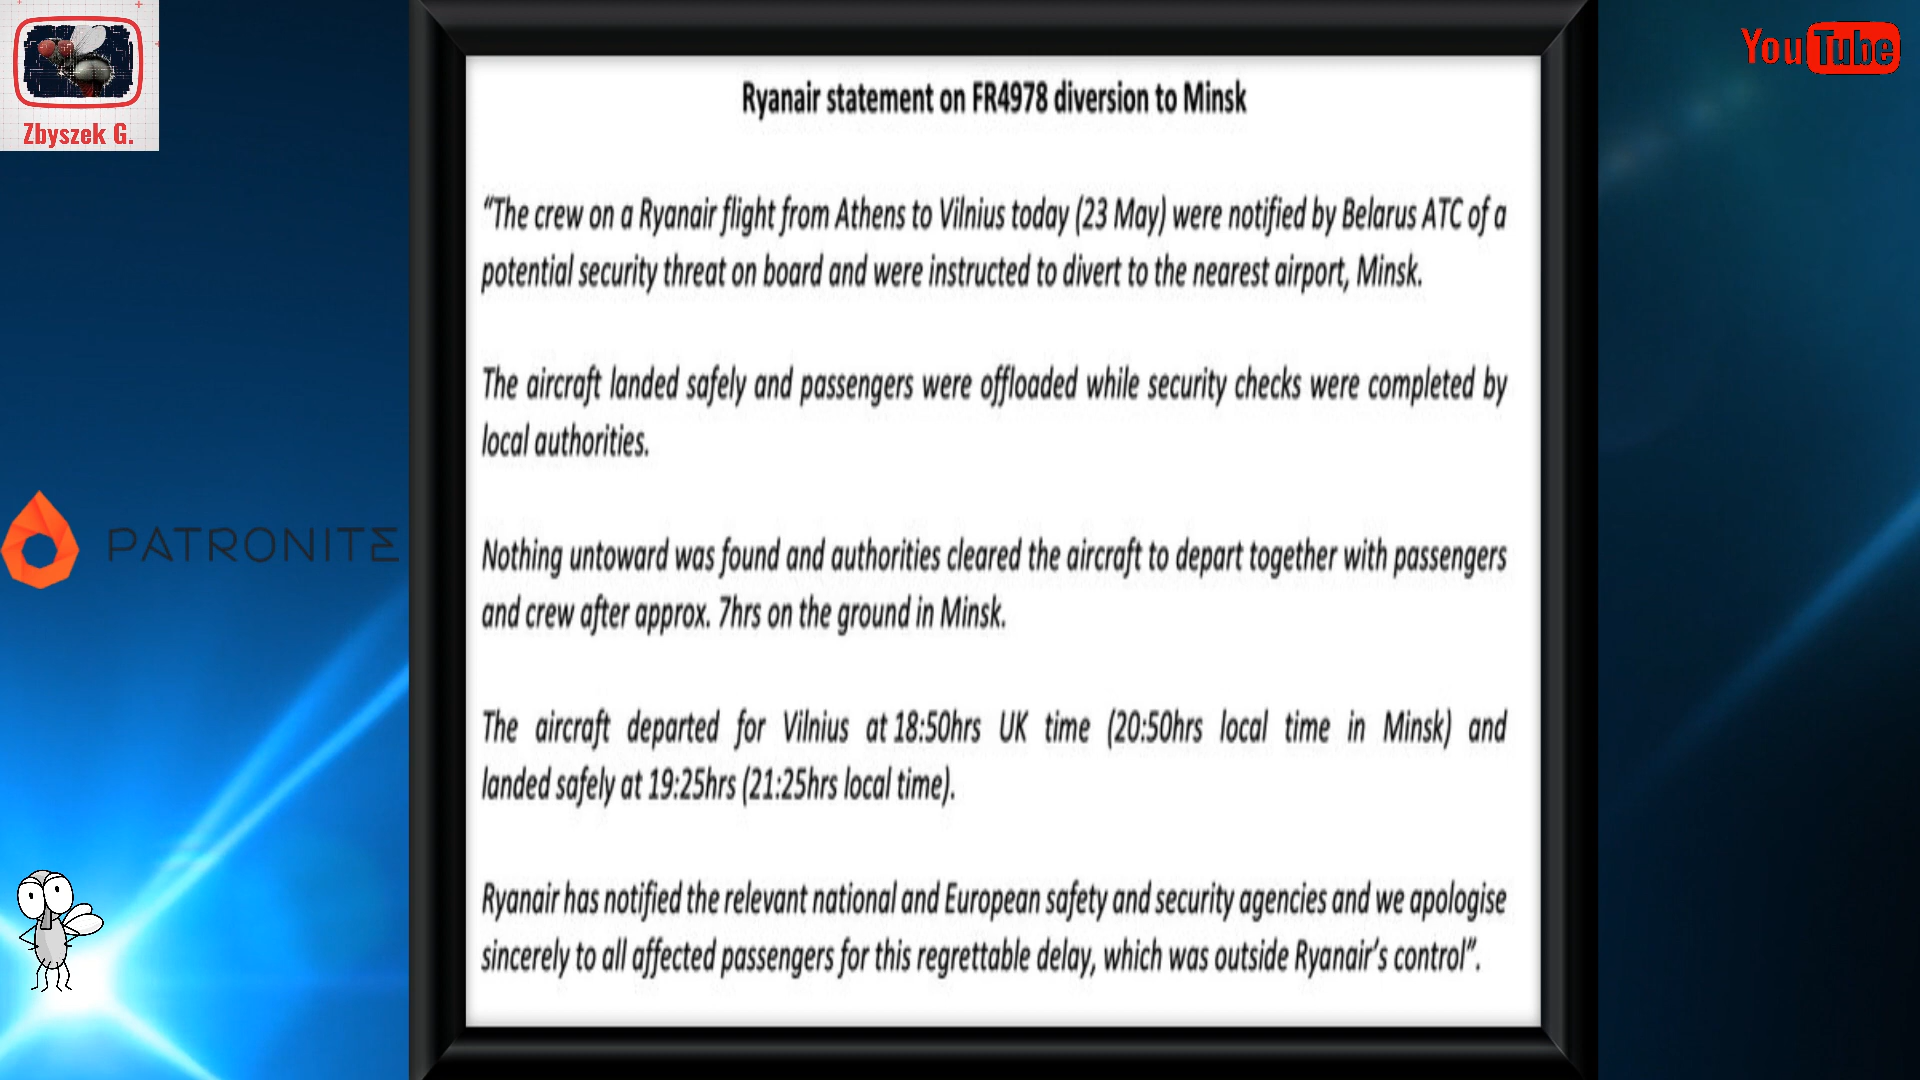 Zbyszek G.
YouTube
PATRONITE
Ryanair statement on FR4978 diversion to Minsk
“The crew on a Ryanair flight from Athens to Vilnius today (23 May) were notified by Belarus ATC of a
potential security threat on board and were instructed to divert to the nearest airport, Minsk.
The aircraft landed safely and passengers were offloaded while security checks were completed by
local authorities.
Nothing untoward was found and authorities cleared the aircraft to depart together with passengers
and crew after approx. 7hrs on the ground in Minsk.
The aircraft departed for Vilnius at 18:50hrs UK time (20:50hrs local time in Minsk) and
landed safely at 19:25hrs (21:25hrs local time).
Ryanair has notified the relevant national and European safety and security agencies and we apologise
sincerely to all affected passengers for this regrettable delay, which was outside Ryanair’s control”.